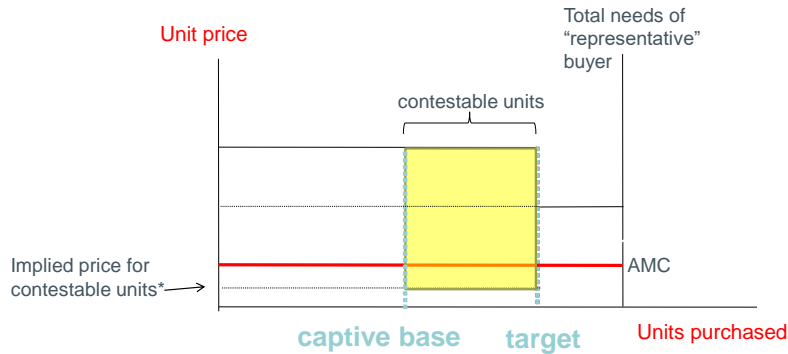 Total needs of
“representative”
buyer
Unit price
contestable units
Implied price for
contestable units*
AMC
captive base
target
Units purchased